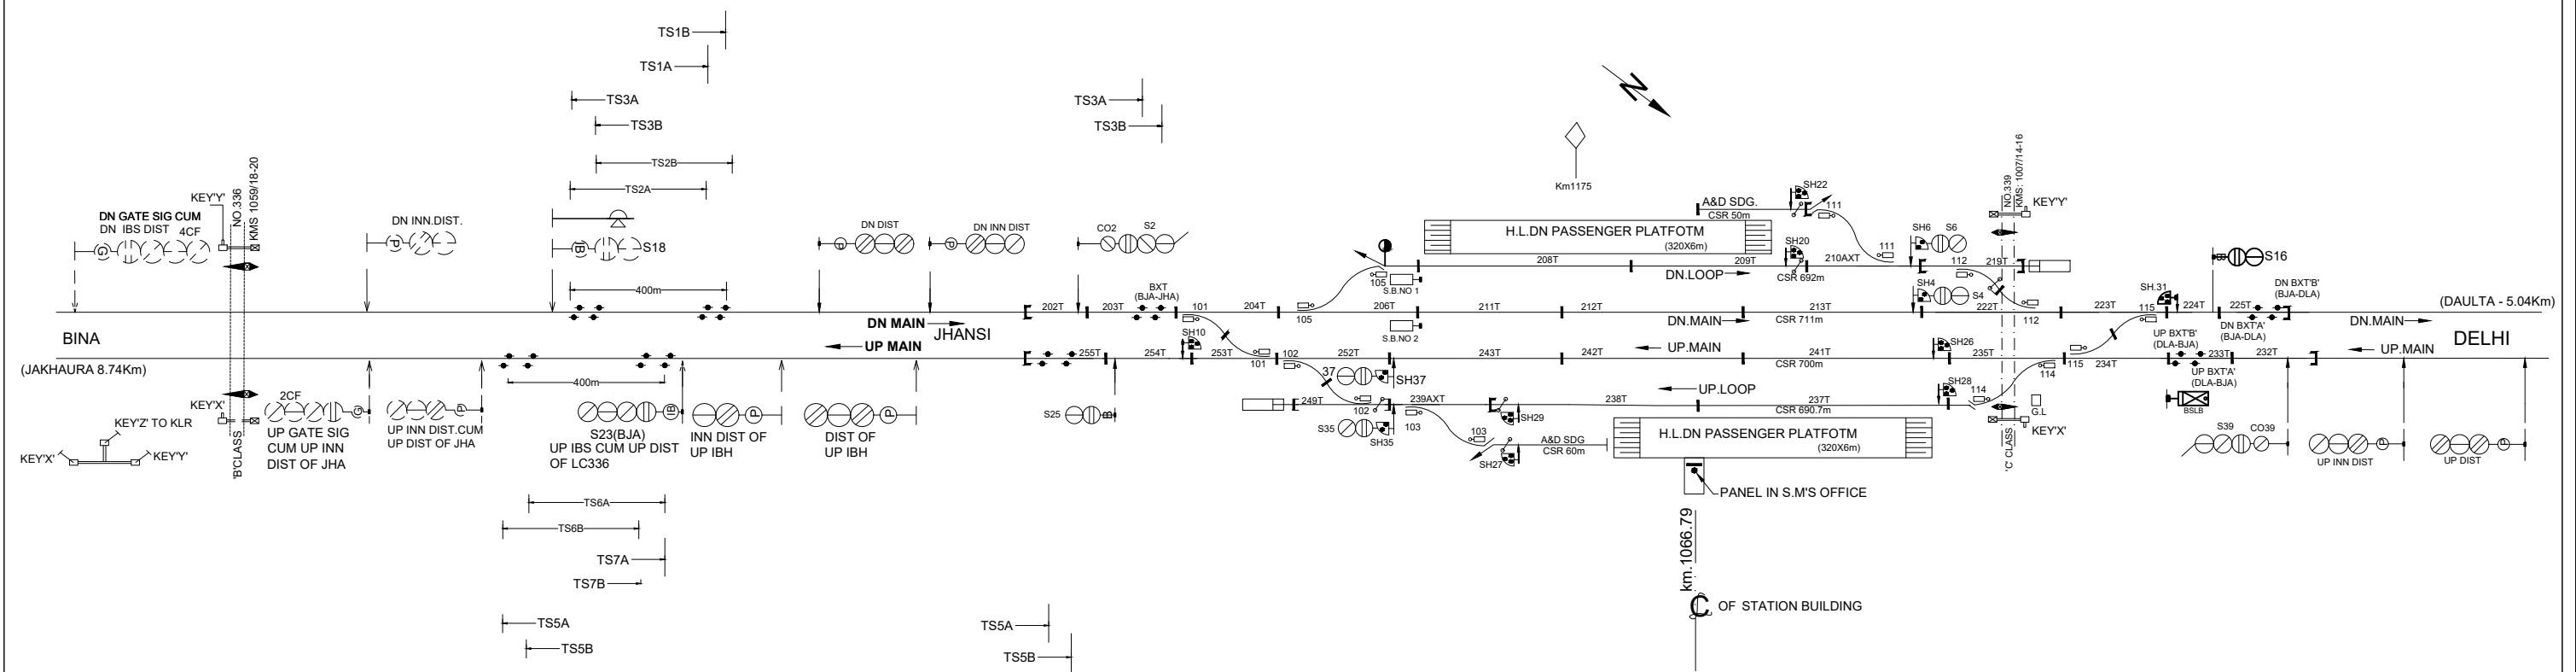 TS1B
TS1A
TS3A
TS3B
TS2B
TS2A
TS3A
TS3B
N
Km1175
NO.336
KMS 1059/18-20
KEY'Y'
DN GATE SIG CUM
DN IBS DIST 4CF
G
DN INN.DIST.
P
IB
S18
400m
DN DIST
P
DN INN DIST
P
CO2
S2
A&D SDG.
CSR 50m
SH22
111
H.L.DN PASSENGER PLATFOTM
(320X6m)
SH20
SH6
S6
111
NO.339
KMS: 1007/14-16
KEY'Y'
208T
209T
210AXT
112
219T
DN.LOOP
CSR 692m
105
S.B.NO 1
B
S16
BXT
(BJA-JHA)
SH4
S4
SH.31
DN BXT'B'
(BJA-DLA)
(DAULTA - 5.04Km)
202T
203T
101
204T
105
206T
211T
212T
213T
222T
112
223T
115
224T
225T
DN MAIN
JHANSI
BINA
UP MAIN
SH10
S.B.NO 2
DN.MAIN
CSR 711m
UP BXT'B'
(DLA-BJA)
DN BXT'A'
(BJA-DLA)
DN.MAIN
DELHI
255T
254T
253T
101
102
252T
243T
242T
UP.MAIN
241T
CSR 700m
SH26
235T
114
115
234T
233T
232T
UP.MAIN
(JAKHAURA 8.74Km)
400m
37
SH37
UP.LOOP
SH28
114
UP BXT'A'
(DLA-BJA)
KEY'X'
2CF
G
UP GATE SIG
CUM UP INN
DIST OF JHA
P
UP INN DIST.CUM
UP DIST OF JHA
IB
S23(BJA)
UP IBS CUM UP DIST
OF LC336
P
INN DIST OF
UP IBH
P
DIST OF
UP IBH
S25
B
249T
102
239AXT
103
S35
SH35
SH29
238T
237T
CSR 690.7m
G.L
KEY'X'
BSLB
103
SH27
A&D SDG
CSR 60m
H.L.DN PASSENGER PLATFOTM
(320X6m)
S39
CO39
P
UP INN DIST
P
UP DIST
KEY'Z' TO KLR
KEY'X'
KEY'Y'
'B'CLASS
'C' CLASS
PANEL IN S.M'S OFFICE
TS6A
TS6B
TS7A
TS7B
TS5A
TS5B
TS5A
TS5B
km.1066.79
C OF STATION BUILDING